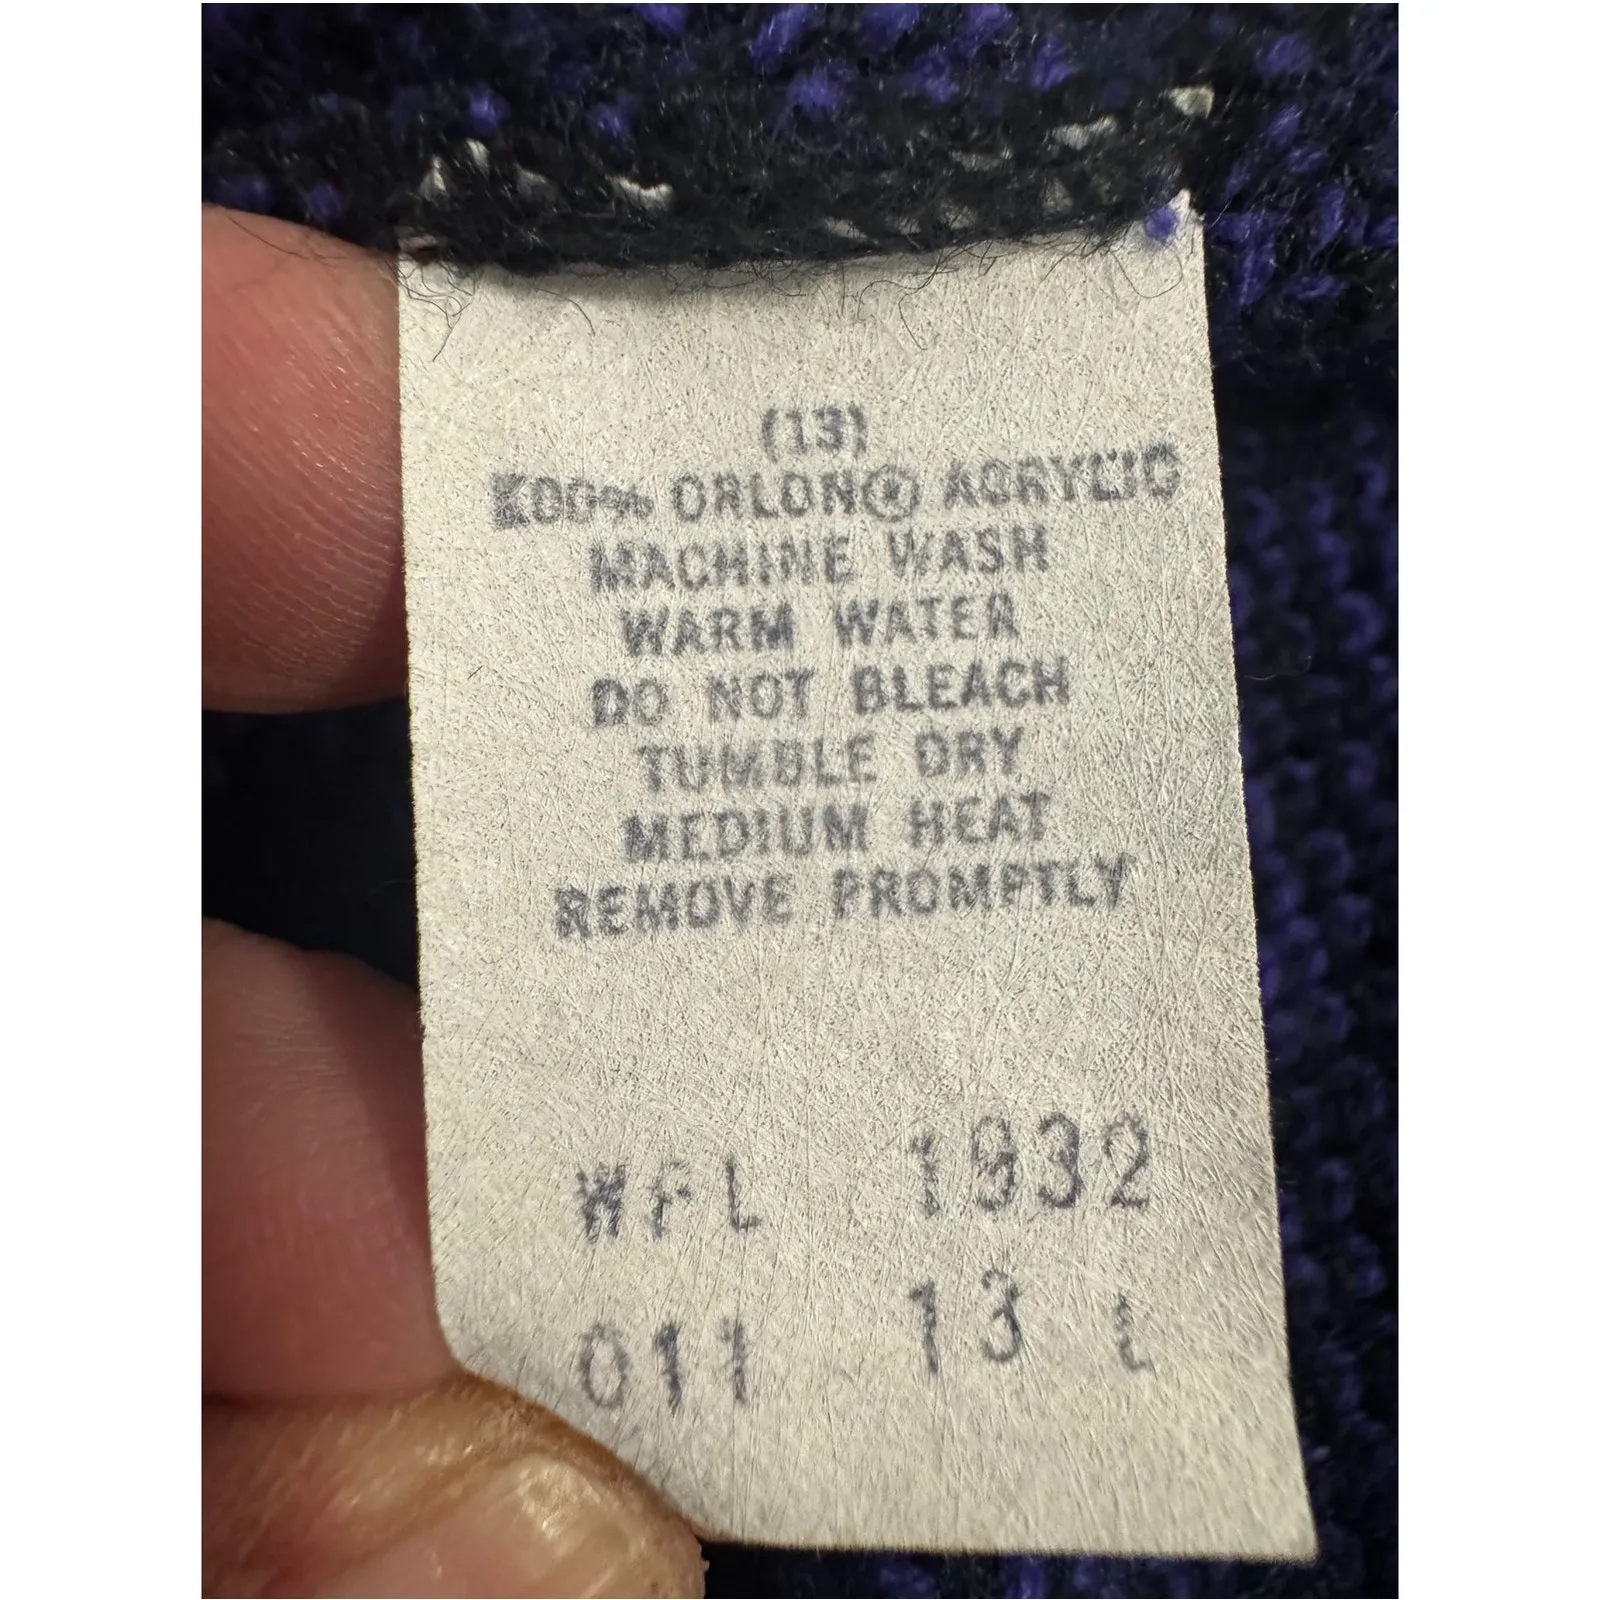 (13)
100% ORLON® ACRYLIC
MACHINE WASH
WARM WATER
DO NOT BLEACH
TUMBLE DRY
MEDIUM HEAT
REMOVE PROMPTLY
WPL 1932
011 13 L